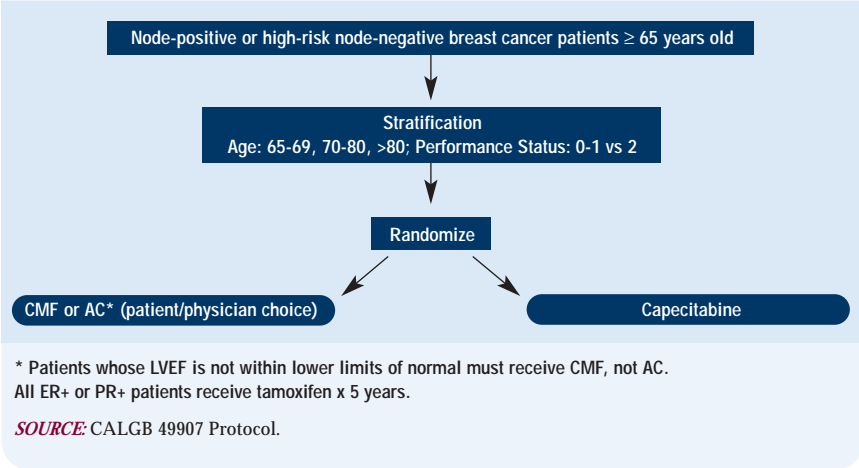 Node-positive or high-risk node-negative breast cancer patients ≥ 65 years old
Stratification
Age: 65-69, 70-80, >80; Performance Status: 0-1 vs 2
Randomize
CMF or AC* (patient/physician choice)
Capecitabine
* Patients whose LVEF is not within lower limits of normal must receive CMF, not AC.
All ER+ or PR+ patients receive tamoxifen x 5 years.
SOURCE: CALGB 49907 Protocol.